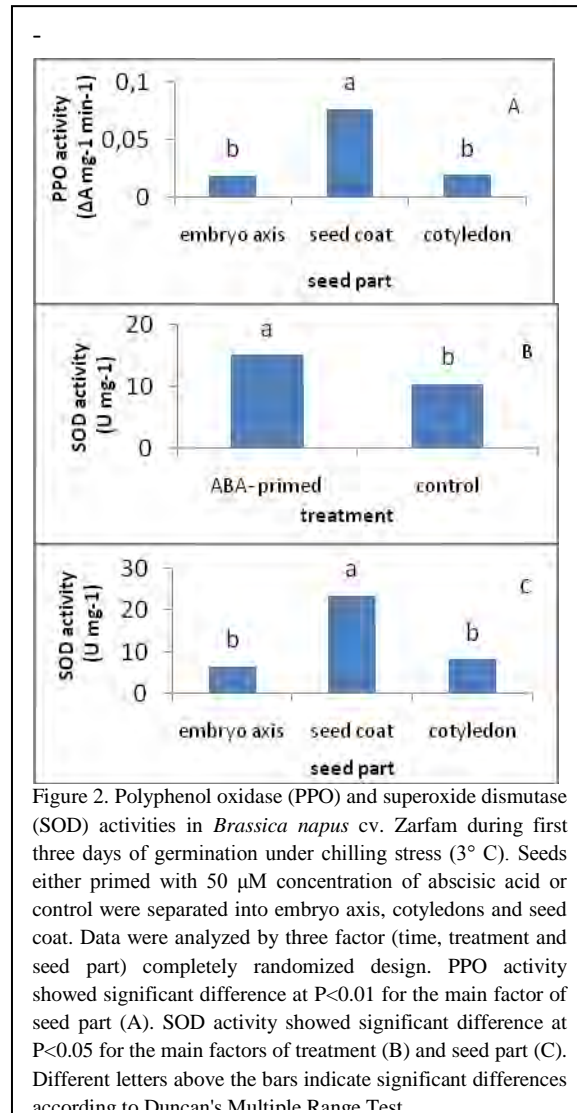 -
0,1
a
A
PPO activity
(ΔA mg-1 min-1)
0,05
b
b
0
embryo axis seed coat cotyledon
seed part
20
a
B
SOD activity
(U mg-1)
b
10
0
ABA-primed control
treatment
30
a
C
SOD activity
(U mg-1)
20
b
b
10
0
embryo axis seed coat cotyledon
seed part
Figure 2. Polyphenol oxidase (PPO) and superoxide dismutase
(SOD) activities in Brassica napus cv. Zarfam during first
three days of germination under chilling stress (3° C). Seeds
either primed with 50 μM concentration of abscisic acid or
control were separated into embryo axis, cotyledons and seed
coat. Data were analyzed by three factor (time, treatment and
seed part) completely randomized design. PPO activity
showed significant difference at P<0.01 for the main factor of
seed part (A). SOD activity showed significant difference at
P<0.05 for the main factors of treatment (B) and seed part (C).
Different letters above the bars indicate significant differences
according to Duncan's Multiple Range Test